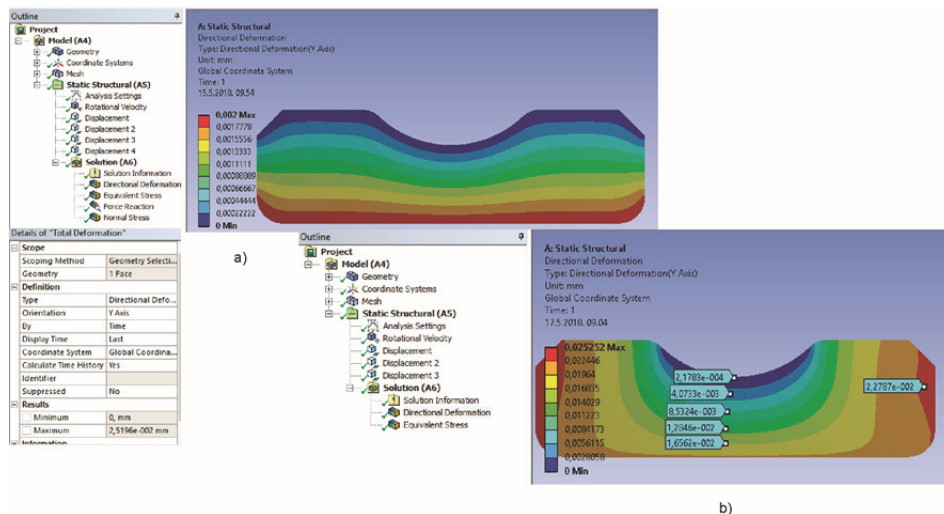 Outline
Project
Model (A4)
Geometry
Coordinate Systems
Mesh
Static Structural (A5)
Analysis Settings
Rotational Velocity
Displacement
Displacement 2
Displacement 3
Displacement 4
Solution (A6)
Solution Information
Directional Deformation
Equivalent Stress
Force Reaction
Normal Stress
Details of "Total Deformation"
Scope
Scoping Method Geometry Selecti...
Geometry 1 Face
Definition
Type Directional Defo...
Orientation Y Axis
By Time
Display Time Last
Coordinate System Global Coordina...
Calculate Time History Yes
Identifier
Suppressed No
Results
Minimum 0, mm
Maximum 2,5196e-002 mm
Information
A: Static Structural
Directional Deformation
Type: Directional Deformation(Y Axis)
Unit: mm
Global Coordinate System
Time: 1
15.5.2018. 09.54
0,002 Max
0,0017778
0,0015556
0,0013333
0,0011111
0,00088889
0,00066667
0,00044444
0,00022222
0 Min
a)
Outline
Project
Model (A4)
Geometry
Coordinate Systems
Mesh
Static Structural (A5)
Analysis Settings
Rotational Velocity
Displacement
Displacement 2
Displacement 3
Solution (A6)
Solution Information
Directional Deformation
Equivalent Stress
A: Static Structural
Directional Deformation
Type: Directional Deformation(Y Axis)
Unit: mm
Global Coordinate System
Time: 1
17.5.2018. 09.04
0,025252 Max
0,022446
0,01964
0,016835
0,014029
0,011223
0,0084173
0,0056115
0,0028058
0 Min
2,1783e-004
4,0733e-003
8,5324e-003
1,2846e-002
1,6562e-002
2,2787e-002
b)